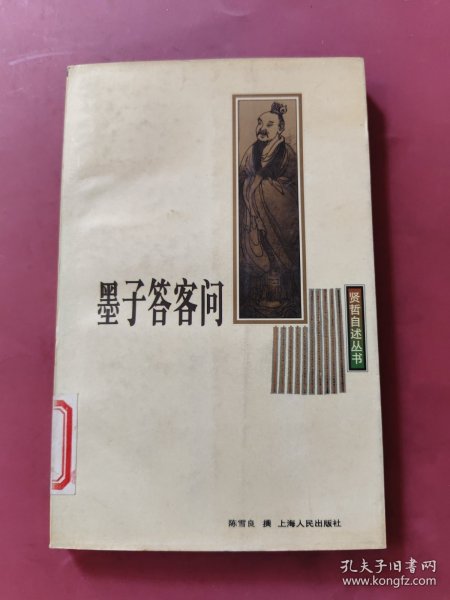 墨子答客问
贤哲自述丛书
陈雪良 撰 上海人民出版社
孔夫子旧书网
www.kongfz.com